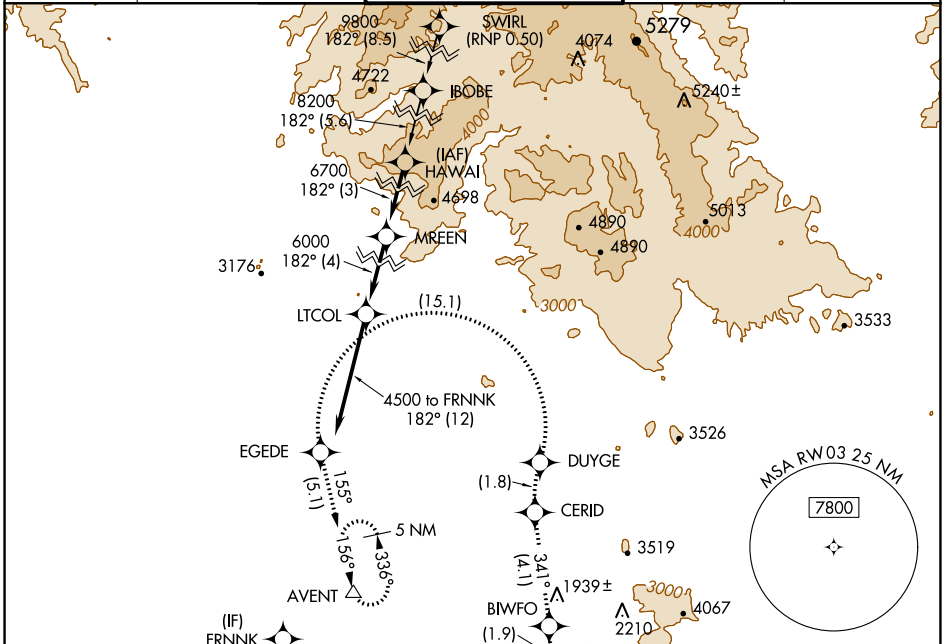 9800
182° (8.5)
SWIRL
(RNP 0.50)
4074
5279
4722
IBOBE
5240±
8200
182° (5.6)
4000
(IAF)
HAWAI
6700
182° (3)
4698
5013
4890
MREEN
4000
6000
182° (4)
4890
3176
(15.1)
3000
LTCOL
3533
4500 to FRNNK
182° (12)
3526
EGEDE
DUYGE
MSA RW03 25 NM
(1.8)
155°
(5.1)
7800
CERID
5 NM
3519
156°
336°
341°
(4.1)
1939±
3000
AVENT
BIWFO
4067
2210
(IF)
FRNNK
(1.9)